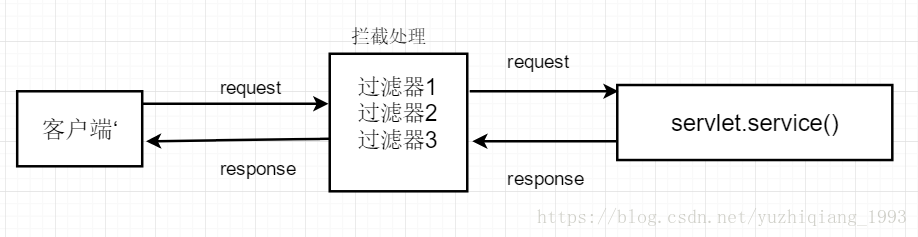 拦截处理
request
request
过滤器1
过滤器2
过滤器3
客户端‘
servlet.service()
response
response
https://blog.csdn.net/yuzhiqiang_1993